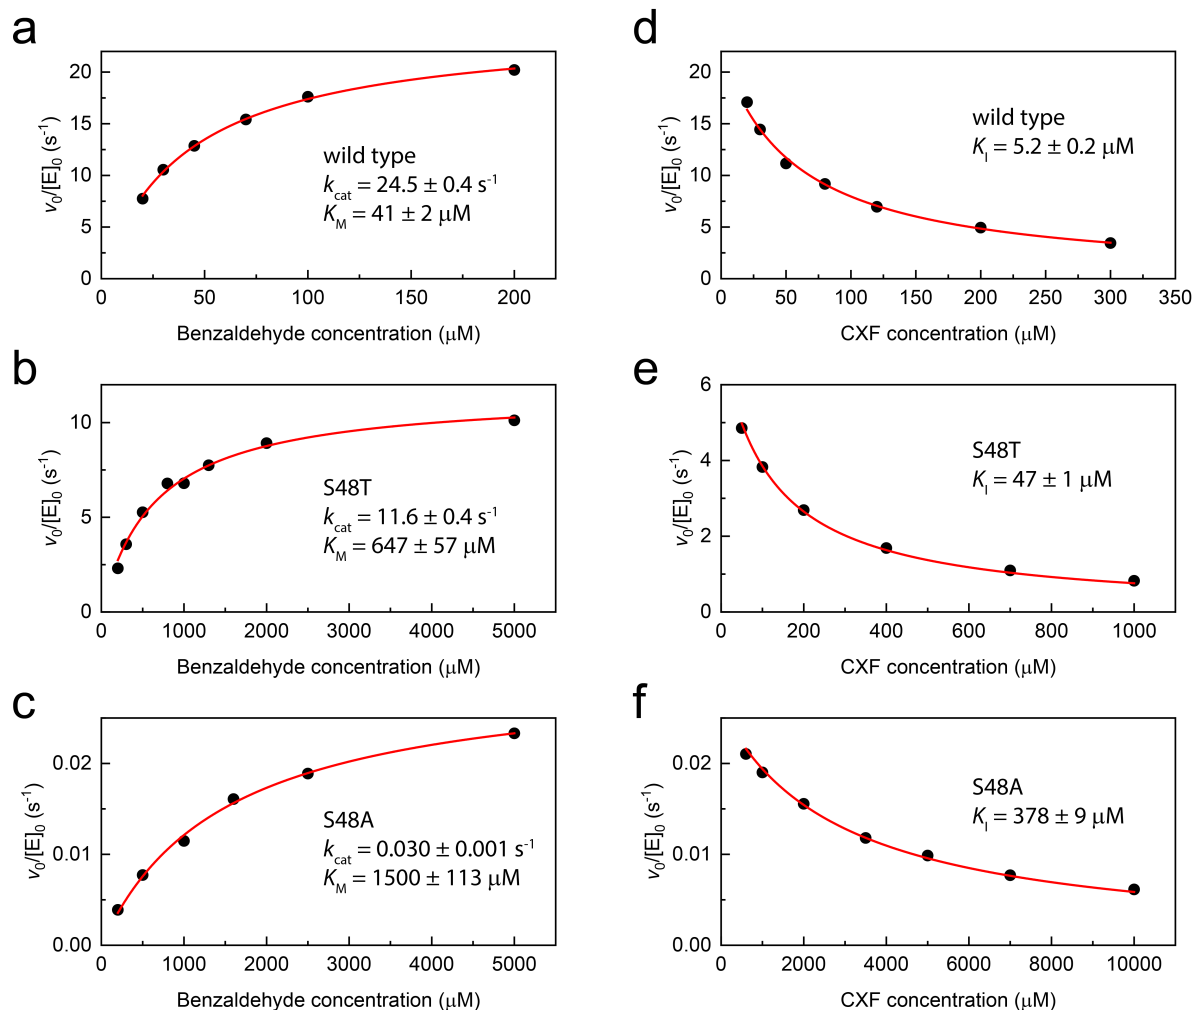 a
20
15
10
5
0
v0/[E]0 (s-1)
wild type
kcat = 24.5 ± 0.4 s-1
KM = 41 ± 2 μM
0 50 100 150 200
Benzaldehyde concentration (μM)
d
20
15
10
5
0
v0/[E]0 (s-1)
wild type
KI = 5.2 ± 0.2 μM
0 50 100 150 200 250 300 350
CXF concentration (μM)
b
10
5
0
v0/[E]0 (s-1)
S48T
kcat = 11.6 ± 0.4 s-1
KM = 647 ± 57 μM
0 1000 2000 3000 4000 5000
Benzaldehyde concentration (μM)
e
6
4
2
0
v0/[E]0 (s-1)
S48T
KI = 47 ± 1 μM
0 200 400 600 800 1000
CXF concentration (μM)
c
0.02
0.01
0.00
v0/[E]0 (s-1)
S48A
kcat = 0.030 ± 0.001 s-1
KM = 1500 ± 113 μM
0 1000 2000 3000 4000 5000
Benzaldehyde concentration (μM)
f
0.02
0.01
0.00
v0/[E]0 (s-1)
S48A
KI = 378 ± 9 μM
0 2000 4000 6000 8000 10000
CXF concentration (μM)